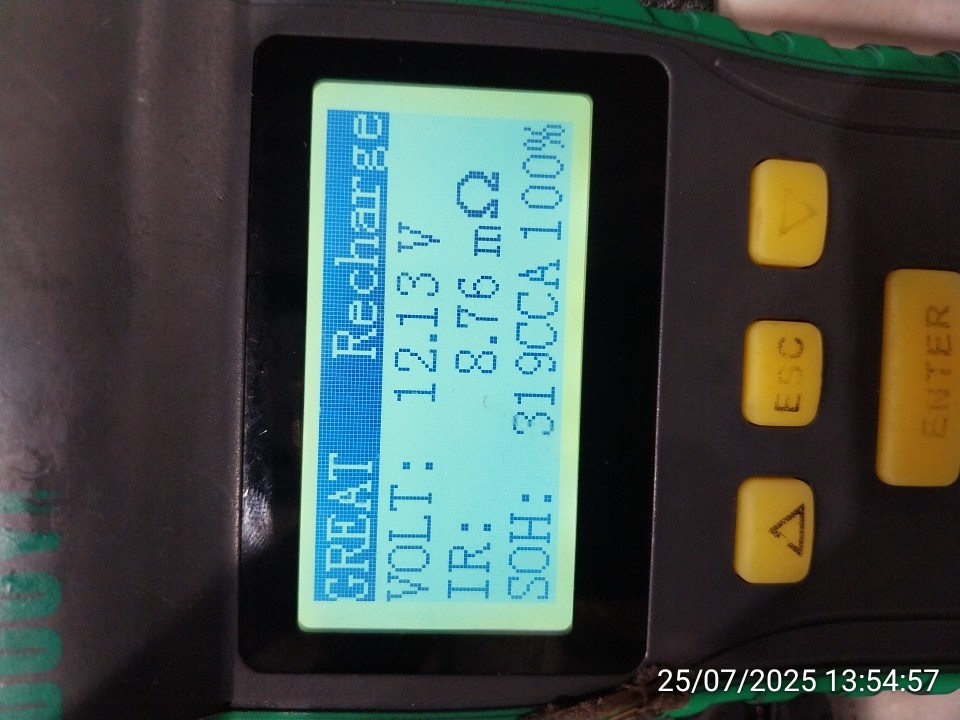 GREAT Recharge
VOLT: 12.13 V
IR: 8.76 mΩ
SOH: 319CCA 100%
ESC
ENTER
25/07/2025 13:54:57